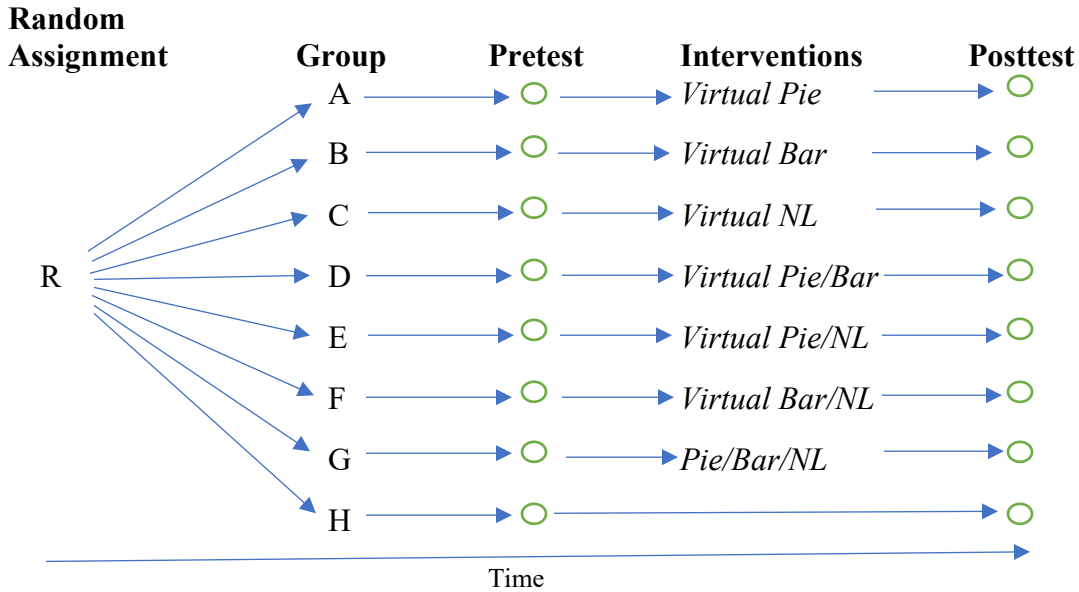 Random
Assignment Group Pretest Interventions Posttest
A Virtual Pie
B Virtual Bar
C Virtual NL
R D Virtual Pie/Bar
E Virtual Pie/NL
F Virtual Bar/NL
G Pie/Bar/NL
H
Time